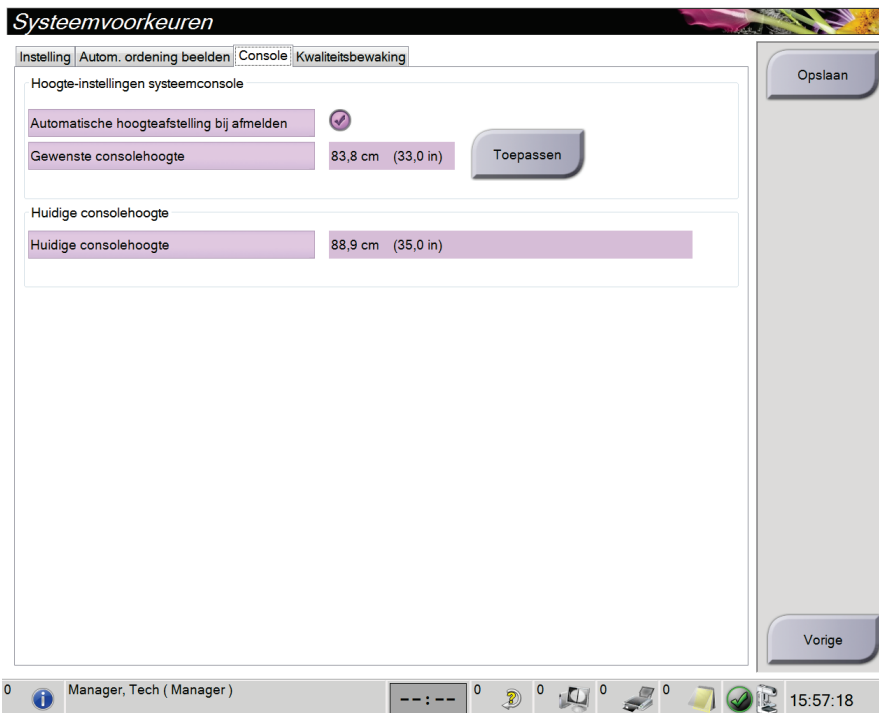 Systeemvoorkeuren
Instelling Autom. ordening beelden Console Kwaliteitsbewaking
Opslaan
Hoogte-instellingen systeemconsole
Automatische hoogteafstelling bij afmelden
Gewenste consolehoogte 83,8 cm (33,0 in) Toepassen
Huidige consolehoogte
Huidige consolehoogte 88,9 cm (35,0 in)
Vorige
0 Manager, Tech ( Manager ) --:-- 0 0 0 0 15:57:18